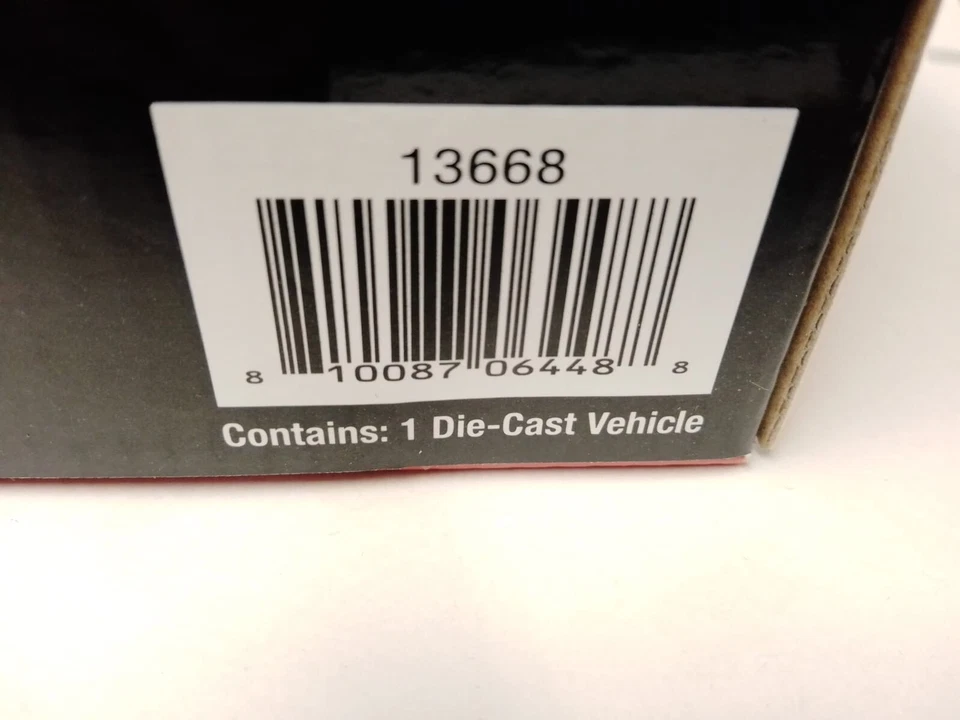 13668
8 10087 06448 8
Contains: 1 Die-Cast Vehicle